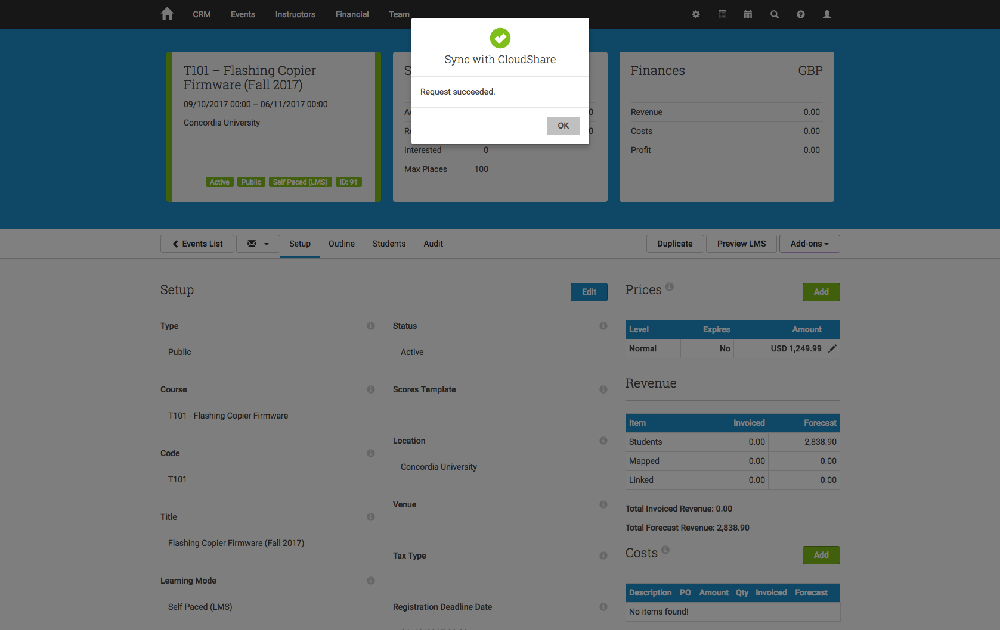 CRM Events Instructors Financial Team
Sync with CloudShare
Request succeeded.
OK
T101 – Flashing Copier
Firmware (Fall 2017)
09/10/2017 00:00 – 06/11/2017 00:00
Concordia University
Active Public Self Paced (LMS) ID: 91
Interested 0
Max Places 100
Finances GBP
Revenue 0.00
Costs 0.00
Profit 0.00
Events List
Setup Outline Students Audit
Duplicate Preview LMS Add-ons
Setup Edit
Type
Public
Course
T101 - Flashing Copier Firmware
Code
T101
Title
Flashing Copier Firmware (Fall 2017)
Learning Mode
Self Paced (LMS)
Status
Active
Scores Template
Location
Concordia University
Venue
Tax Type
Registration Deadline Date
Prices Add
Level Expires Amount
Normal No USD 1,249.99
Revenue
Item Invoiced Forecast
Students 0.00 2,838.90
Mapped 0.00 0.00
Linked 0.00 0.00
Total Invoiced Revenue: 0.00
Total Forecast Revenue: 2,838.90
Costs Add
Description PO Amount Qty Invoiced Forecast
No items found!